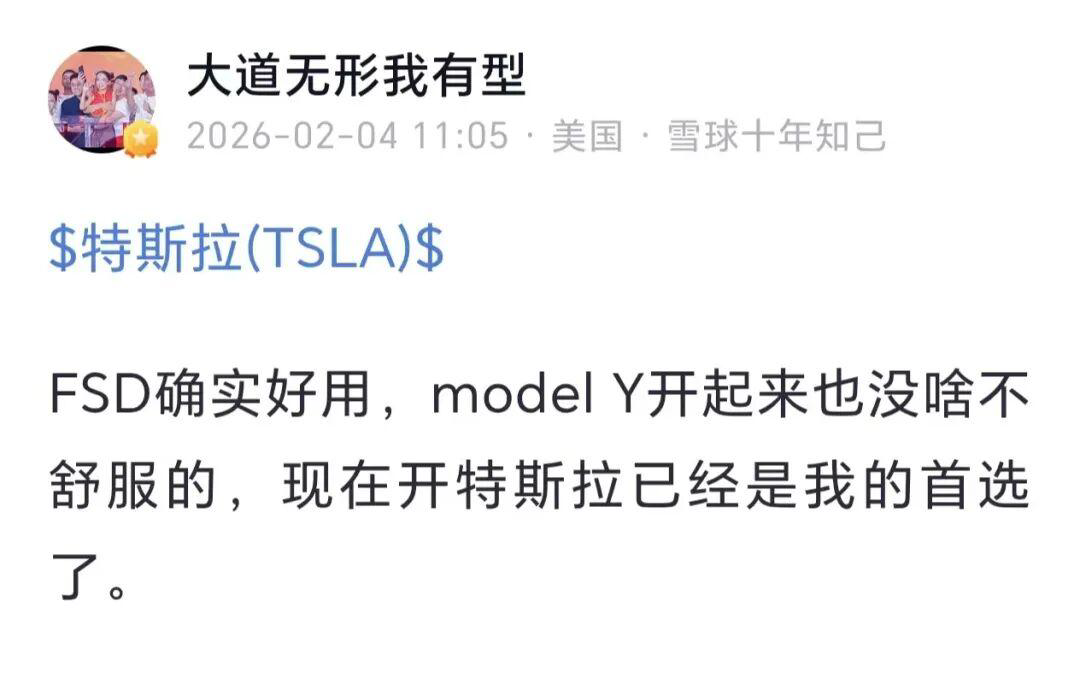 大道无形我有型
2026-02-04 11:05 · 美国 · 雪球十年知己
$特斯拉(TSLA)$
FSD确实好用，model Y开起来也没啥不
舒服的，现在开特斯拉已经是我的首选
了。